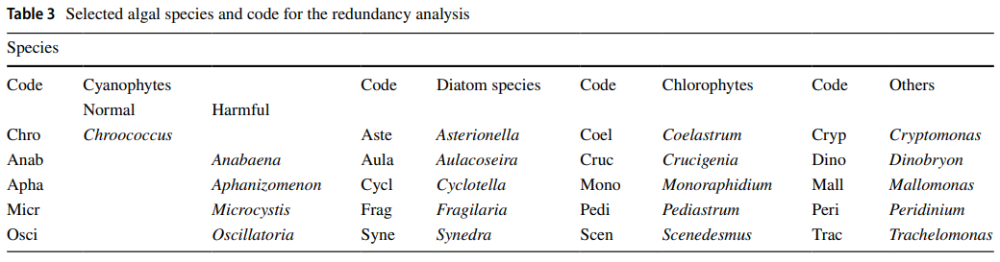 Table 3 Selected algal species and code for the redundancy analysis
Species
Code Cyanophytes Code Diatom species Code Chlorophytes Code Others
Normal Harmful
Chro Chroococcus Aste Asterionella Coel Coelastrum Cryp Cryptomonas
Anab Anabaena Aula Aulacoseira Cruc Crucigenia Dino Dinobryon
Apha Aphanizomenon Cycl Cyclotella Mono Monoraphidium Mall Mallomonas
Micr Microcystis Frag Fragilaria Pedi Pediastrum Peri Peridinium
Osci Oscillatoria Syne Synedra Scen Scenedesmus Trac Trachelomonas